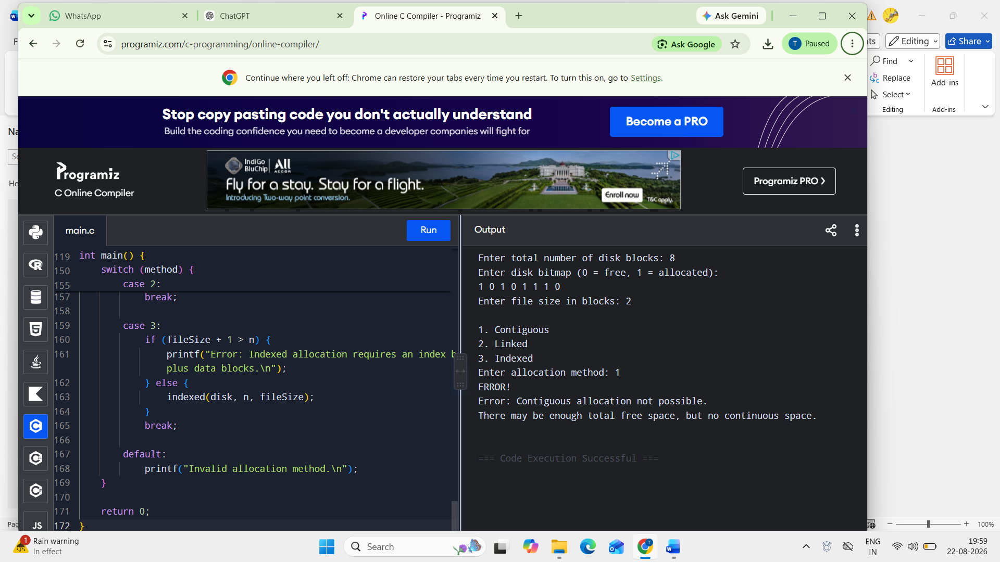 WhatsApp
ChatGPT
Online C Compiler - Programiz
Ask Gemini
programiz.com/c-programming/online-compiler/
Ask Google
T
Paused
Editing
Share
Continue where you left off: Chrome can restore your tabs every time you restart. To turn this on, go to Settings.
Find
Replace
Select
Editing
Add-ins
Add-ins
Stop copy pasting code you don't actually understand
Build the coding confidence you need to become a developer companies will fight for
Become a PRO
Programiz
C Online Compiler
IndiGo
BluChip
All
ACCOR
Fly for a stay. Stay for a flight.
Introducing Two-way point conversion.
Enroll now
T&C apply.
Programiz PRO
main.c
Run
Output
119 int main() {
150 switch (method) {
155 case 2:
157 break;
158
159 case 3:
160 if (fileSize + 1 > n) {
161 printf("Error: Indexed allocation requires an index b
plus data blocks.\n");
162 } else {
163 indexed(disk, n, fileSize);
164 }
165 break;
166
167 default:
168 printf("Invalid allocation method.\n");
169 }
170
171 return 0;
172 }
JS
Enter total number of disk blocks: 8
Enter disk bitmap (0 = free, 1 = allocated):
1 0 1 0 1 1 1 0
Enter file size in blocks: 2
1. Contiguous
2. Linked
3. Indexed
Enter allocation method: 1
ERROR!
Error: Contiguous allocation not possible.
There may be enough total free space, but no continuous space.
=== Code Execution Successful ===
100%
1
Rain warning
In effect
Search
ENG
IN
19:59
22-08-2026